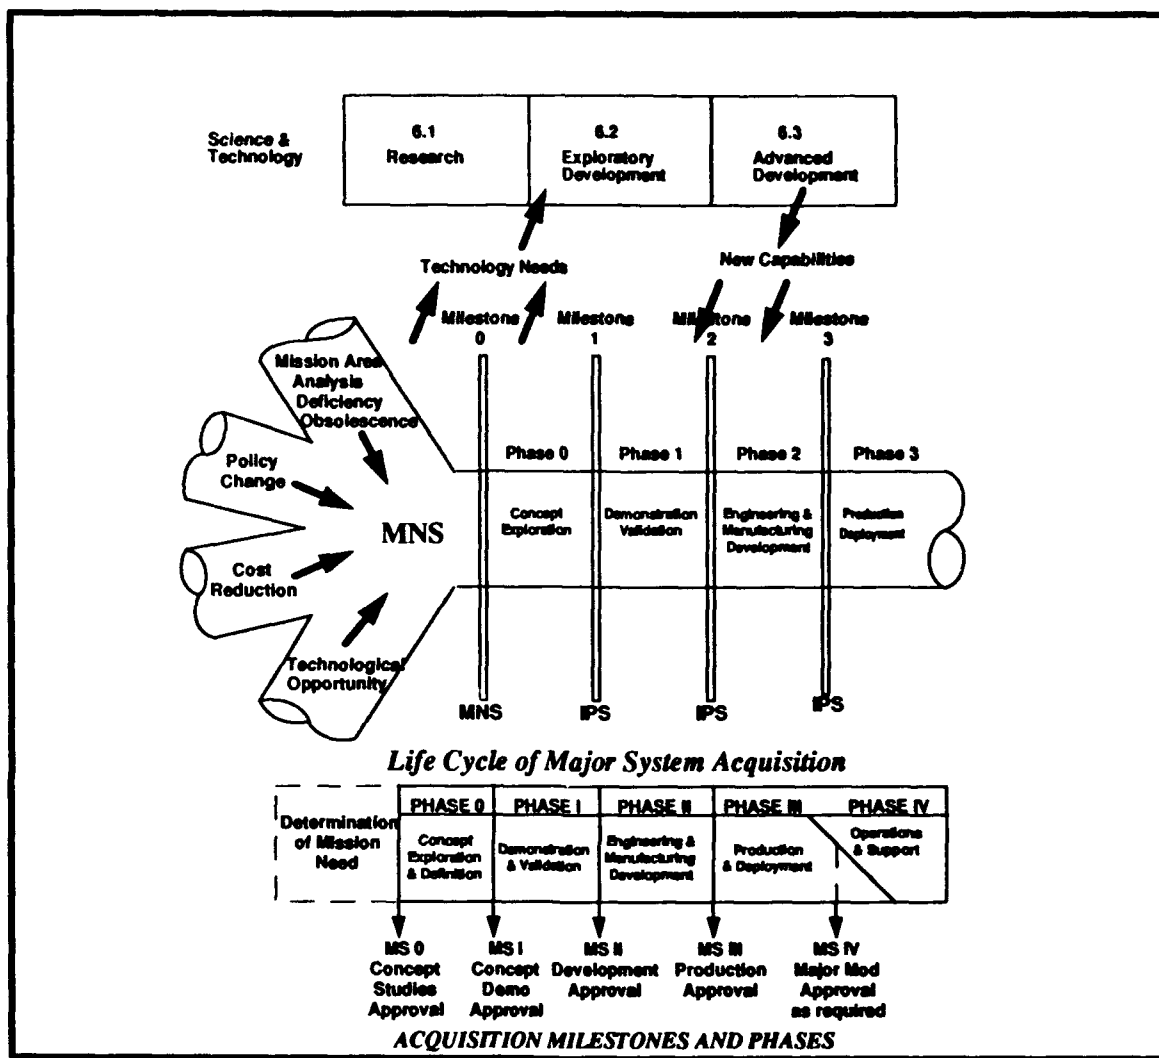 Science &
Technology
6.1
Research
6.2
Exploratory
Development
6.3
Advanced
Development
Technology Needs
New Capabilities
Milestone
0
Milestone
1
Milestone
2
Milestone
3
Mission Area
Analysis
Deficiency
Obsolescence
Policy
Change
Cost
Reduction
Technological
Opportunity
MNS
Phase 0
Phase 1
Phase 2
Phase 3
Concept
Exploration
Demonstration
Validation
Engineering &
Manufacturing
Development
Production
Deployment
MNS
IPS
IPS
IPS
Life Cycle of Major System Acquisition
Determination
of Mission
Need
PHASE 0
PHASE I
PHASE II
PHASE III
PHASE IV
Concept
Exploration
& Definition
Demonstration
& Validation
Engineering &
Manufacturing
Development
Production
& Deployment
Operations
& Support
MS 0
Concept
Studies
Approval
MS I
Concept
Demo
Approval
MS II
Development
Approval
MS III
Production
Approval
MS IV
Major Mod
Approval
as required
ACQUISITION MILESTONES AND PHASES